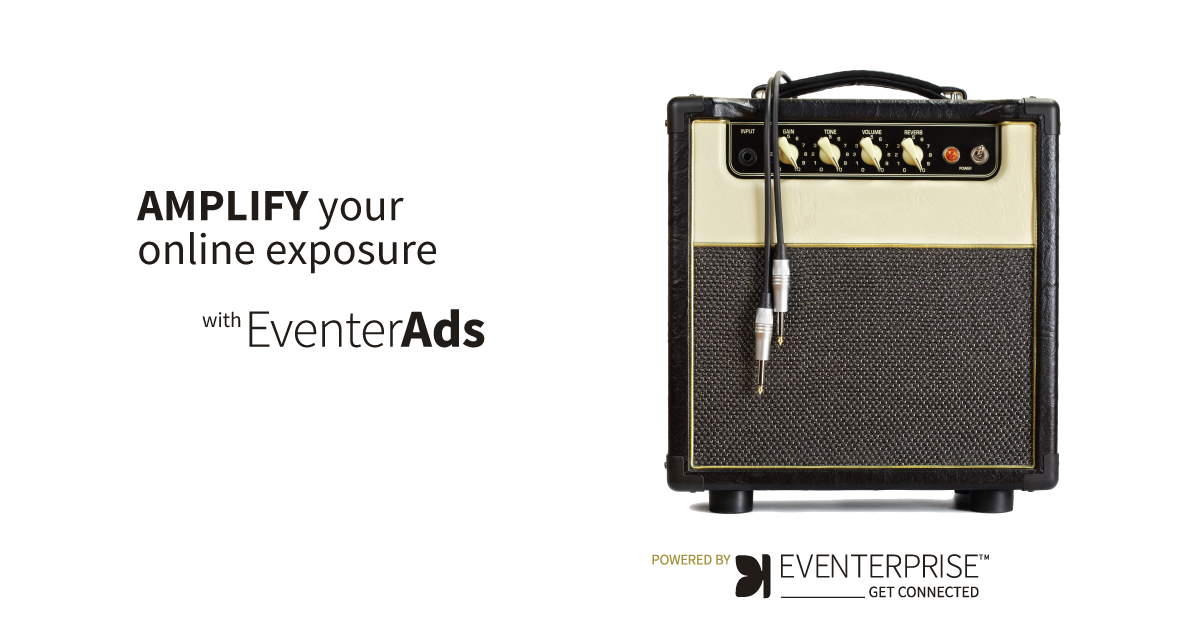 AMPLIFY your
online exposure
with EventerAds
INPUT GAIN TONE VOLUME REVERB
POWER
POWERED BY EVENTERPRISE™
GET CONNECTED